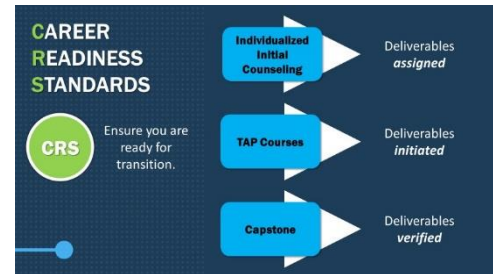 CAREER
READINESS
STANDARDS
CRS
Ensure you are
ready for
transition.
Individualized
Initial
Counseling
Deliverables
assigned
TAP Courses
Deliverables
initiated
Capstone
Deliverables
verified